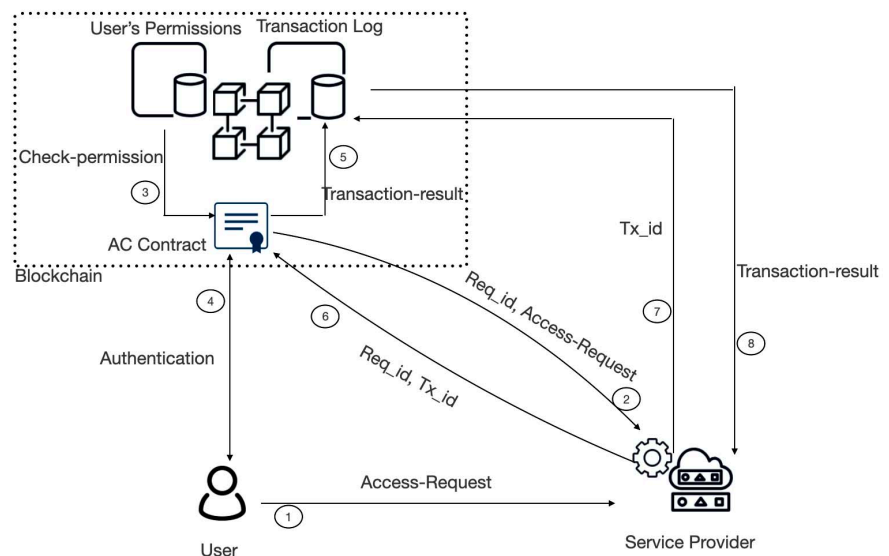 User's Permissions
Transaction Log
Check-permission
5
3
Transaction-result
Tx_id
AC Contract
Blockchain
Transaction-result
4
6
Req_id, Access-Request
7
8
Authentication
Req_id, Tx_id
2
Access-Request
1
User
Service Provider